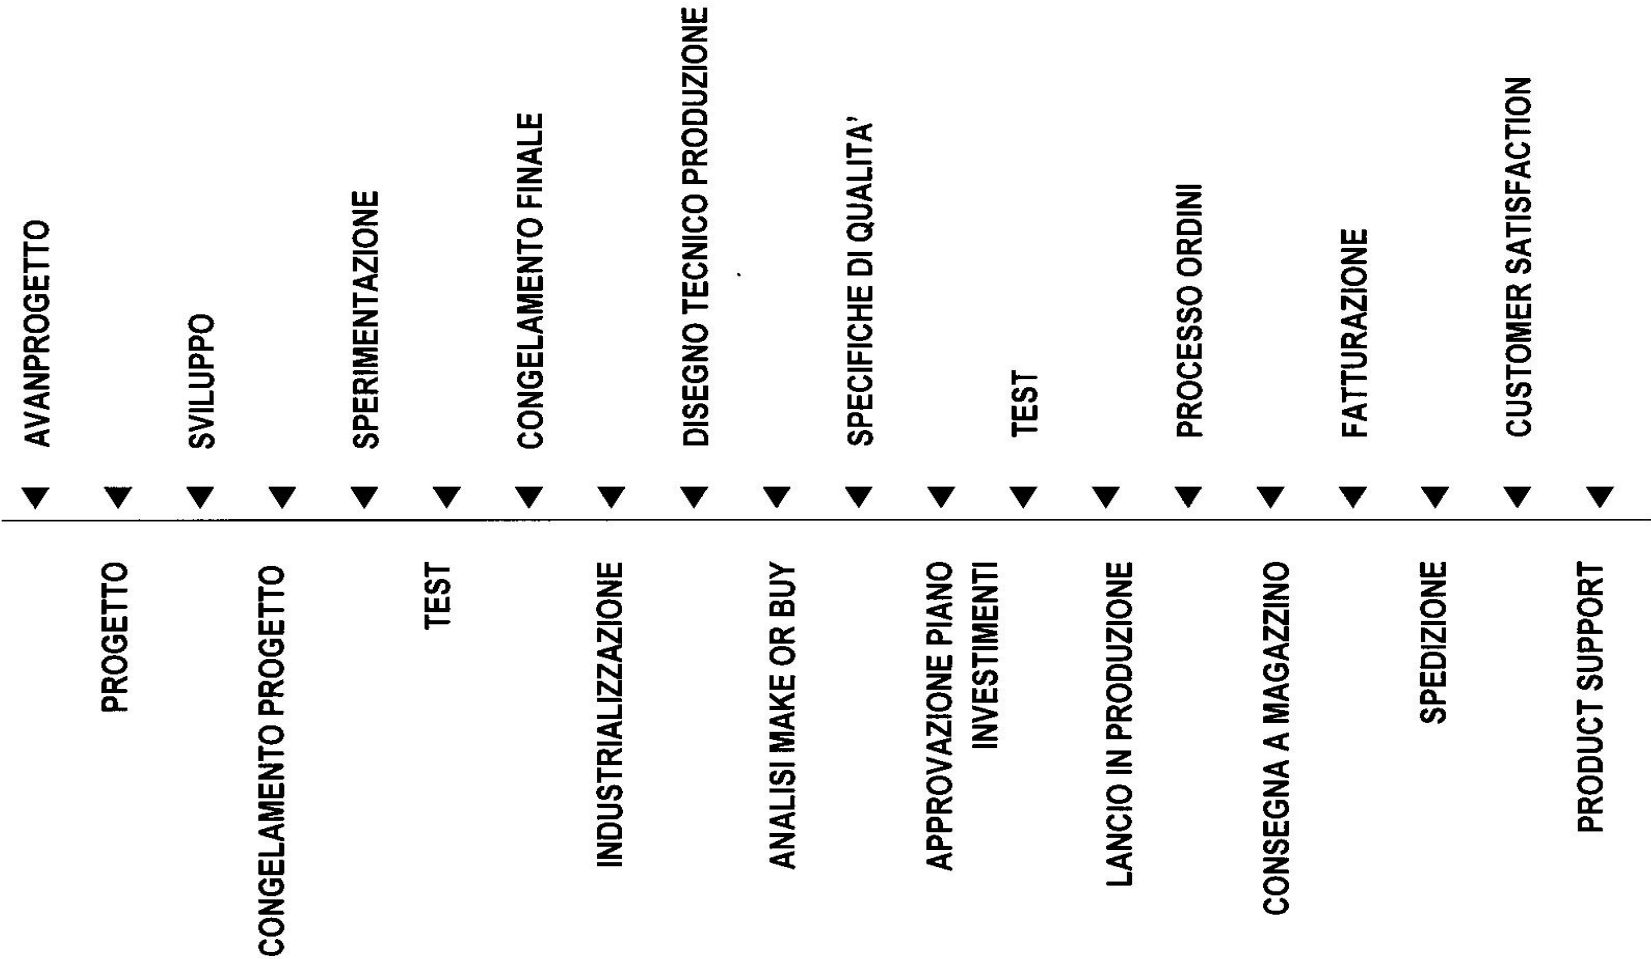 AVANPROGETTO
PROGETTO
SVILUPPO
CONGELAMENTO PROGETTO
SPERIMENTAZIONE
TEST
CONGELAMENTO FINALE
INDUSTRIALIZZAZIONE
DISEGNO TECNICO PRODUZIONE
ANALISI MAKE OR BUY
SPECIFICHE DI QUALITA'
APPROVAZIONE PIANO
INVESTIMENTI
TEST
LANCIO IN PRODUZIONE
PROCESSO ORDINI
CONSEGNA A MAGAZZINO
FATTURAZIONE
SPEDIZIONE
CUSTOMER SATISFACTION
PRODUCT SUPPORT